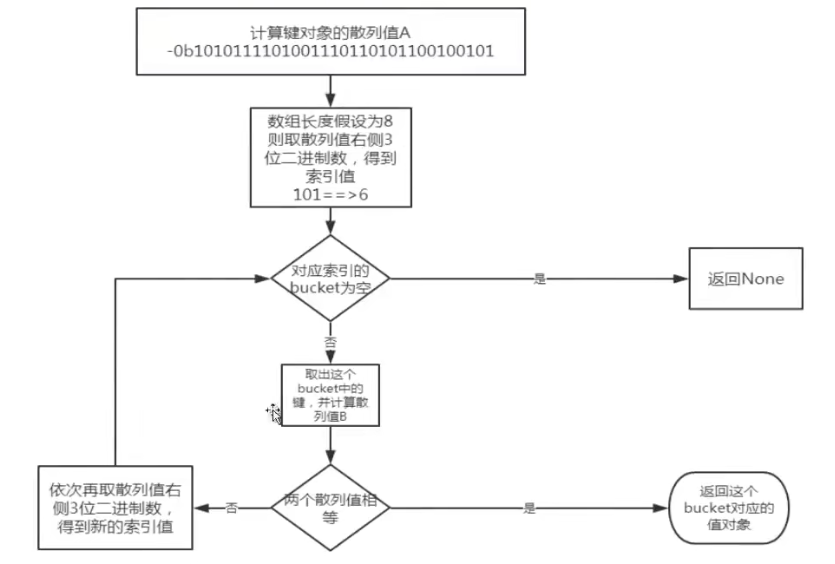 计算键对象的散列值A
-0b1010111101001110110101100100101
数组长度假设为8
则取散列值右侧3
位二进制数，得到
索引值
101==>6
对应索引的
bucket为空
是
返回None
否
取出这个
bucket中的
键，并计算散
列值B
两个散列值相
等
否
依次再取散列值右
侧3位二进制数，
得到新的索引值
是
返回这个
bucket对应的
值对象